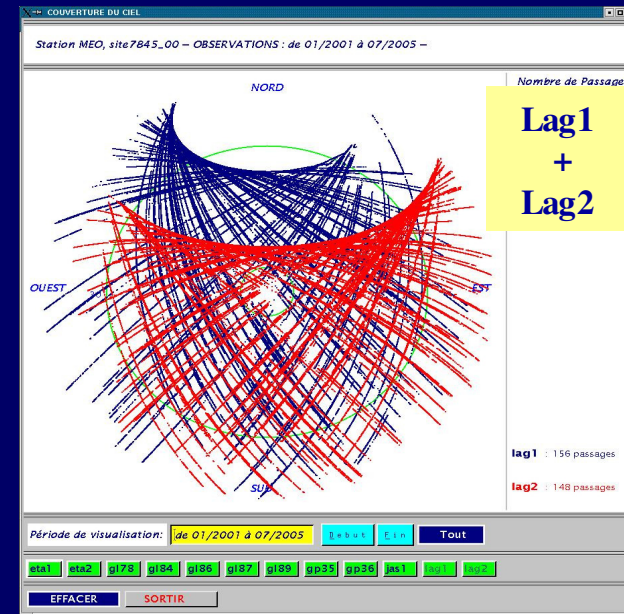 COUVERTURE DU CIEL
Station MEO, site7845_00 – OBSERVATIONS : de 01/2001 à 07/2005 –
NORD
Nombre de Passage
Lag1
+
Lag2
OUEST
EST
lag1 : 156 passages
lag2 : 148 passages
SUD
Période de visualisation: de 01/2001 à 07/2005 Debut Fin Tout
eta1 eta2 gl78 gl84 gl86 gl87 gl89 gp35 gp36 jas1 lag1 lag2
EFFACER SORTIR